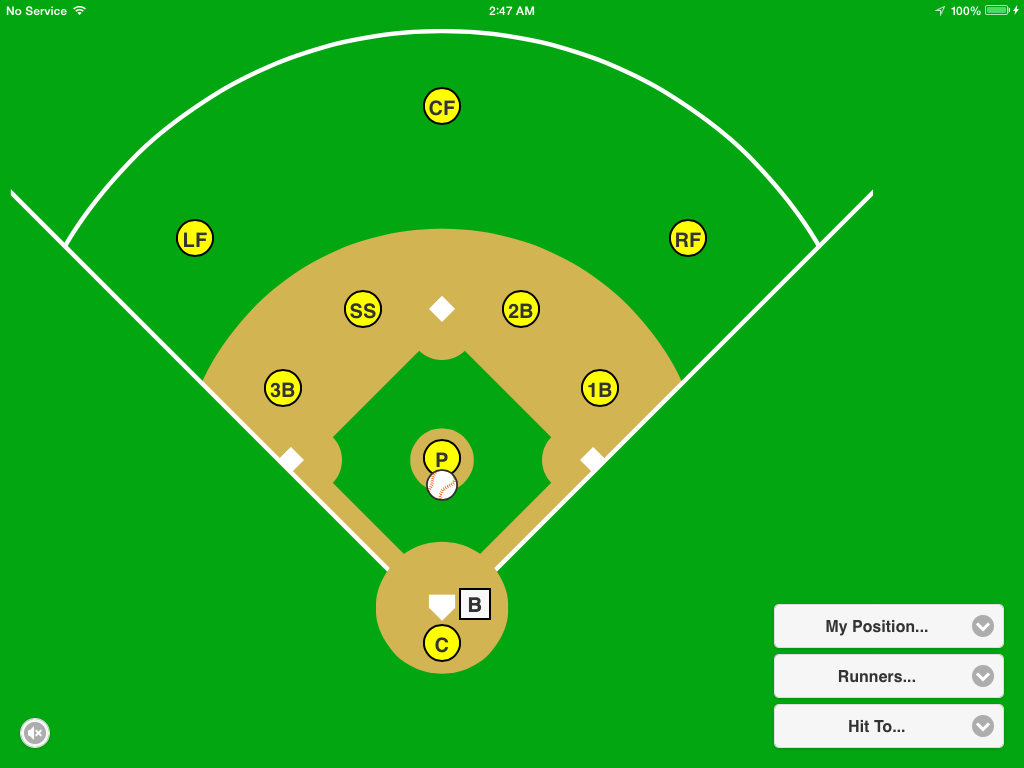 No Service 2:47 AM 100%
CF
LF RF
SS 2B
3B 1B
P
B
C
My Position...
Runners...
Hit To...